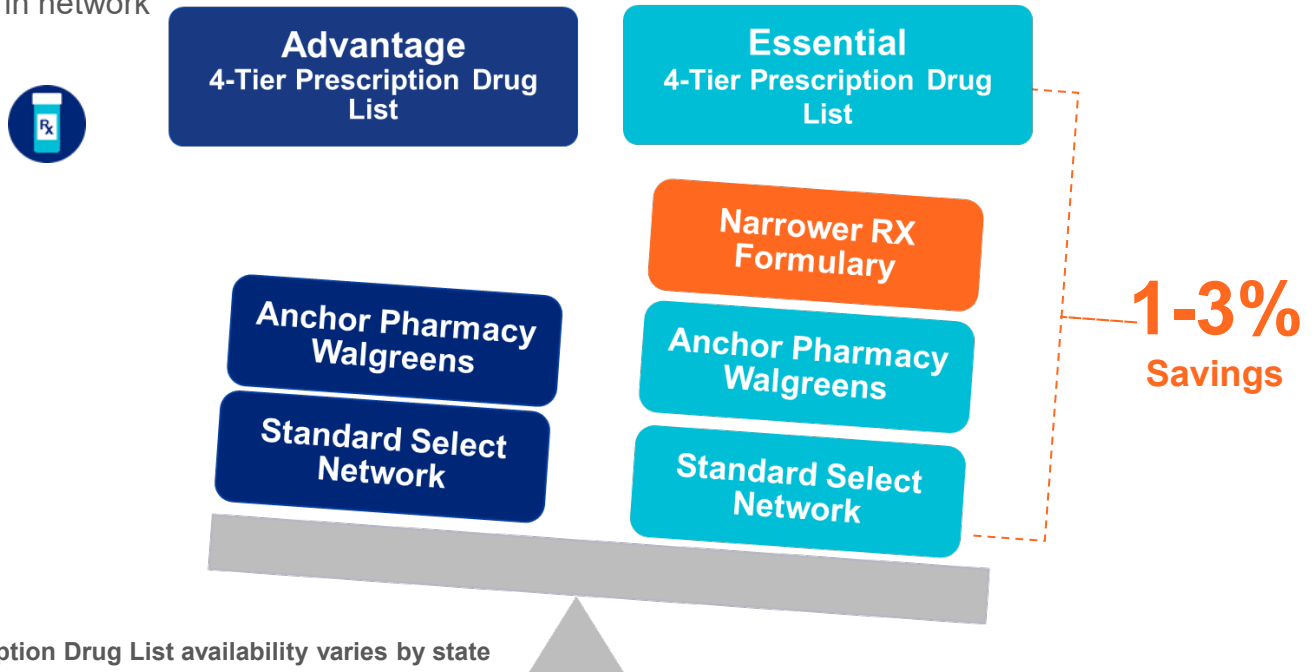 in network
Advantage
4-Tier Prescription Drug
List
Essential
4-Tier Prescription Drug
List
Rx
Narrower RX
Formulary
Anchor Pharmacy
Walgreens
Anchor Pharmacy
Walgreens
1-3%
Savings
Standard Select
Network
Standard Select
Network
Drug List availability varies by state